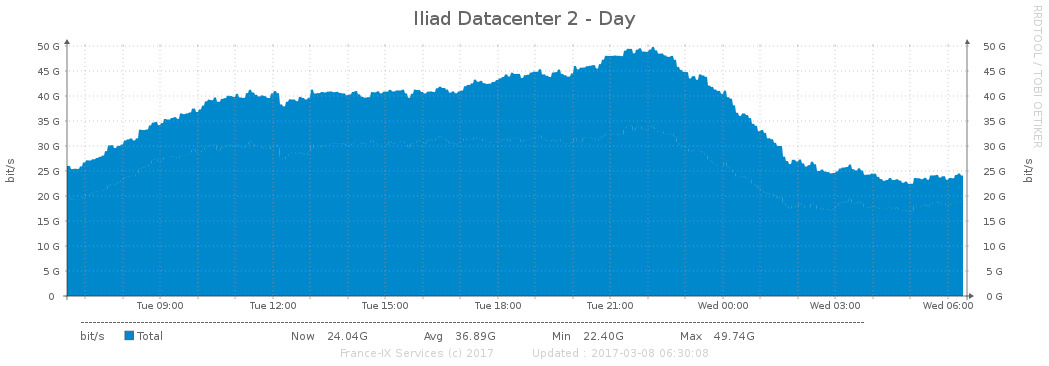 Iliad Datacenter 2 - Day
RRDTOOL / TOBI OETIKER
50 G 50 G
45 G 45 G
40 G 40 G
35 G 35 G
30 G 30 G
25 G 25 G
20 G 20 G
15 G 15 G
10 G 10 G
5 G 5 G
0 0 G
bit/s bit/s
Tue 09:00 Tue 12:00 Tue 15:00 Tue 18:00 Tue 21:00 Wed 00:00 Wed 03:00 Wed 06:00
bit/s Total Now 24.04G Avg 36.89G Min 22.40G Max 49.74G
France-IX Services (c) 2017 Updated : 2017-03-08 06:30:08